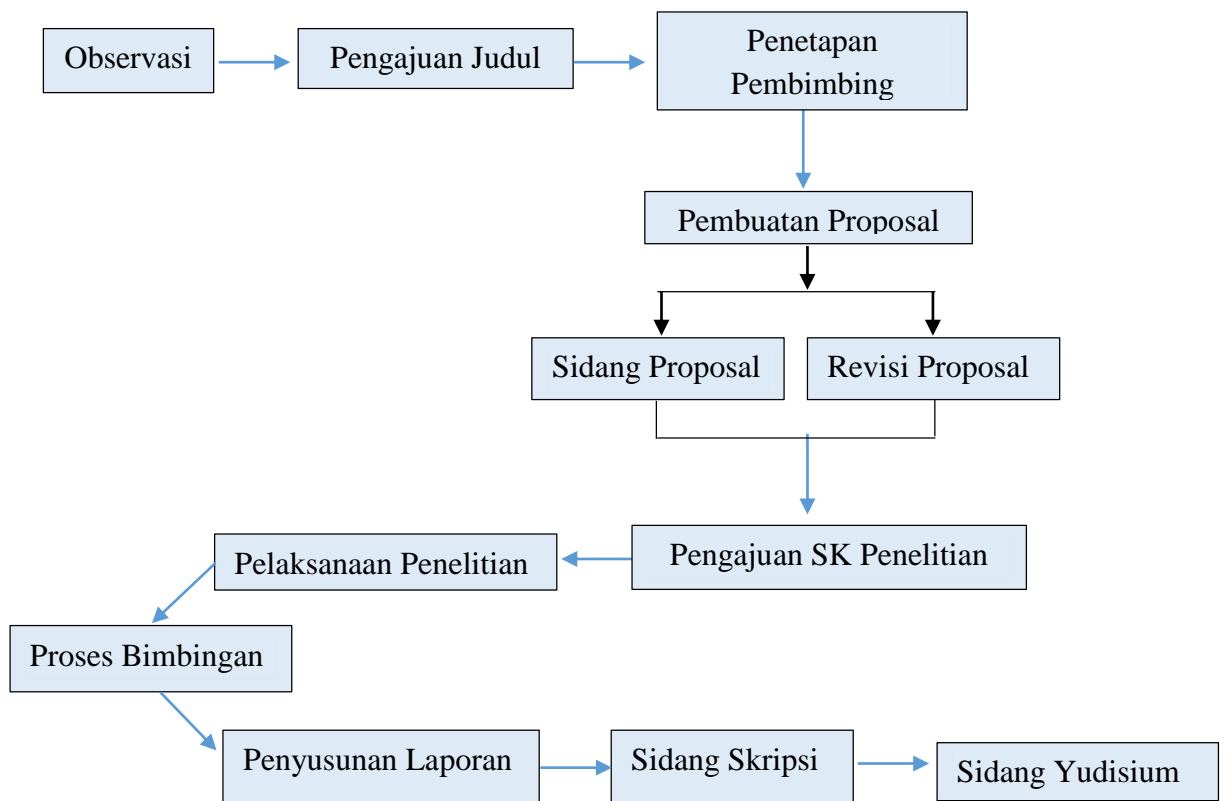 Observasi
Pengajuan Judul
Penetapan
Pembimbing
Pembuatan Proposal
Sidang Proposal
Revisi Proposal
Pengajuan SK Penelitian
Pelaksanaan Penelitian
Proses Bimbingan
Penyusunan Laporan
Sidang Skripsi
Sidang Yudisium